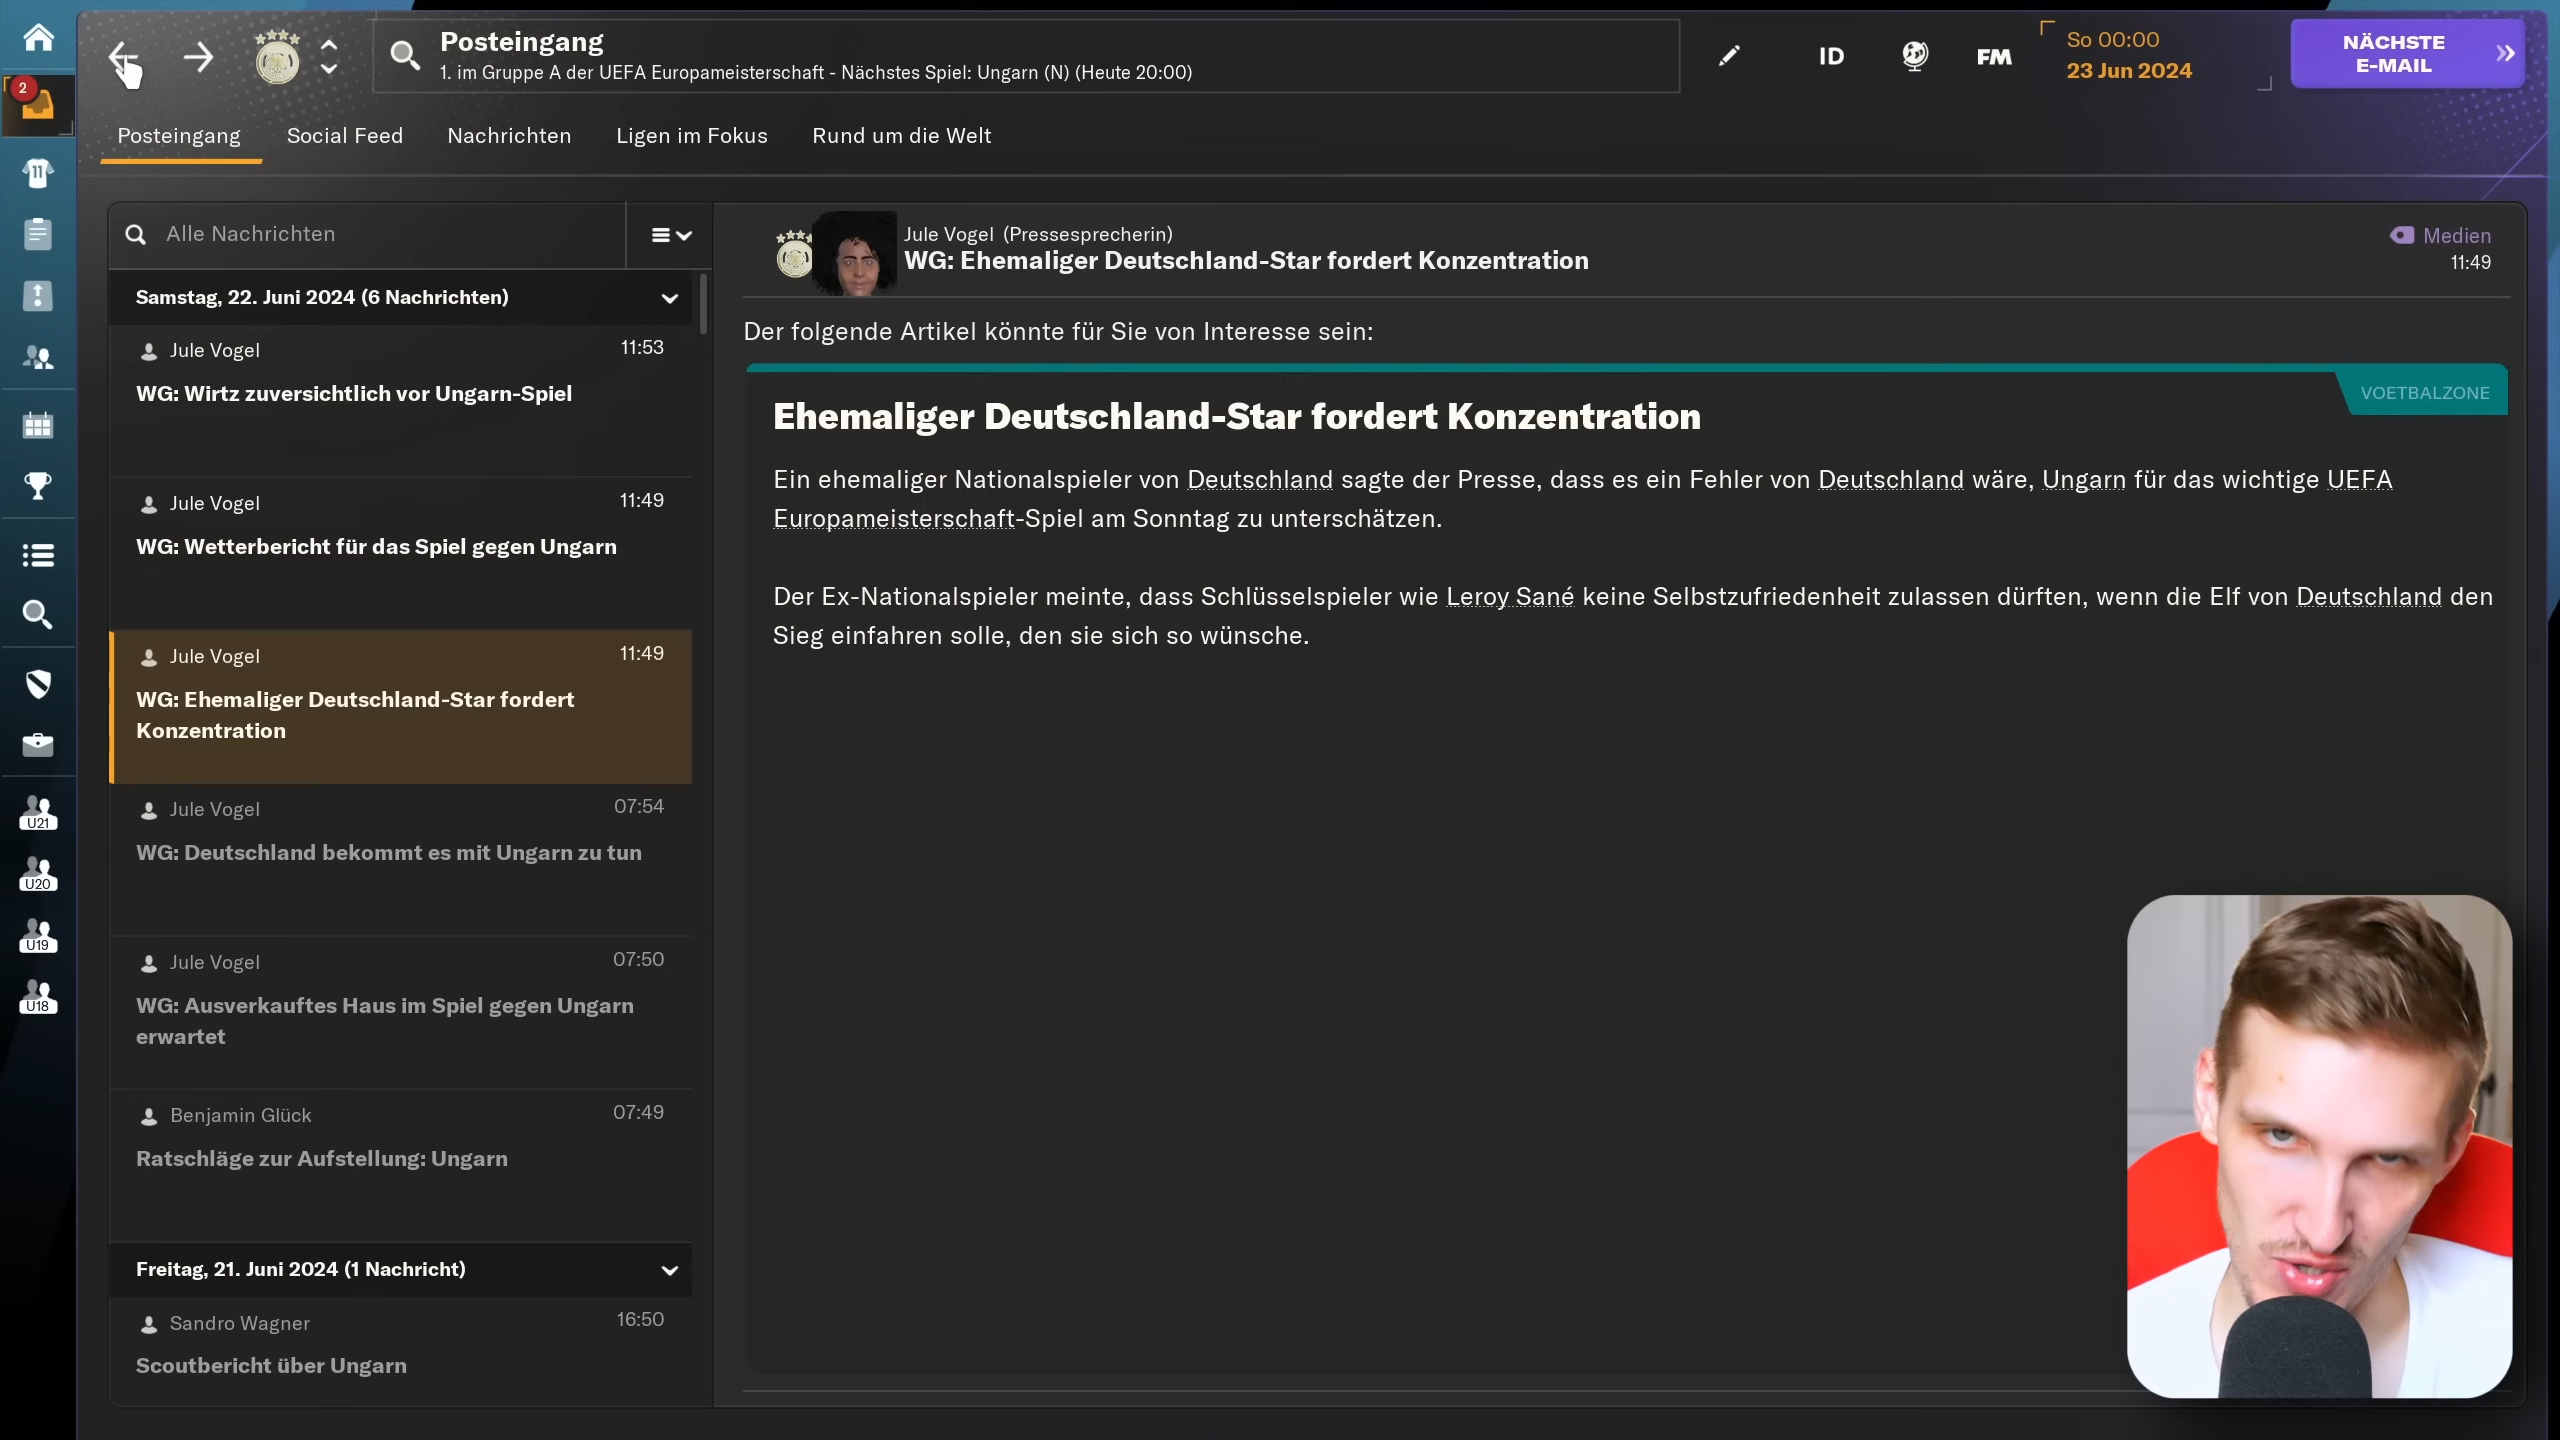 Posteingang
1. im Gruppe A der UEFA Europameisterschaft - Nächstes Spiel: Ungarn (N) (Heute 20:00)
ID
FM
So 00:00
23 Jun 2024
NÄCHSTE
E-MAIL
2
Posteingang
Social Feed
Nachrichten
Ligen im Fokus
Rund um die Welt
11
U21
U20
U19
U18
Alle Nachrichten
Samstag, 22. Juni 2024 (6 Nachrichten)
Jule Vogel
11:53
WG: Wirtz zuversichtlich vor Ungarn-Spiel
Jule Vogel
11:49
WG: Wetterbericht für das Spiel gegen Ungarn
Jule Vogel
11:49
WG: Ehemaliger Deutschland-Star fordert
Konzentration
Jule Vogel
07:54
WG: Deutschland bekommt es mit Ungarn zu tun
Jule Vogel
07:50
WG: Ausverkauftes Haus im Spiel gegen Ungarn
erwartet
Benjamin Glück
07:49
Ratschläge zur Aufstellung: Ungarn
Freitag, 21. Juni 2024 (1 Nachricht)
Sandro Wagner
16:50
Scoutbericht über Ungarn
Jule Vogel (Pressesprecherin)
WG: Ehemaliger Deutschland-Star fordert Konzentration
Medien
11:49
Der folgende Artikel könnte für Sie von Interesse sein:
VOETBALZONE
Ehemaliger Deutschland-Star fordert Konzentration
Ein ehemaliger Nationalspieler von Deutschland sagte der Presse, dass es ein Fehler von Deutschland wäre, Ungarn für das wichtige UEFA
Europameisterschaft-Spiel am Sonntag zu unterschätzen.
Der Ex-Nationalspieler meinte, dass Schlüsselspieler wie Leroy Sané keine Selbstzufriedenheit zulassen dürften, wenn die Elf von Deutschland den
Sieg einfahren solle, den sie sich so wünsche.